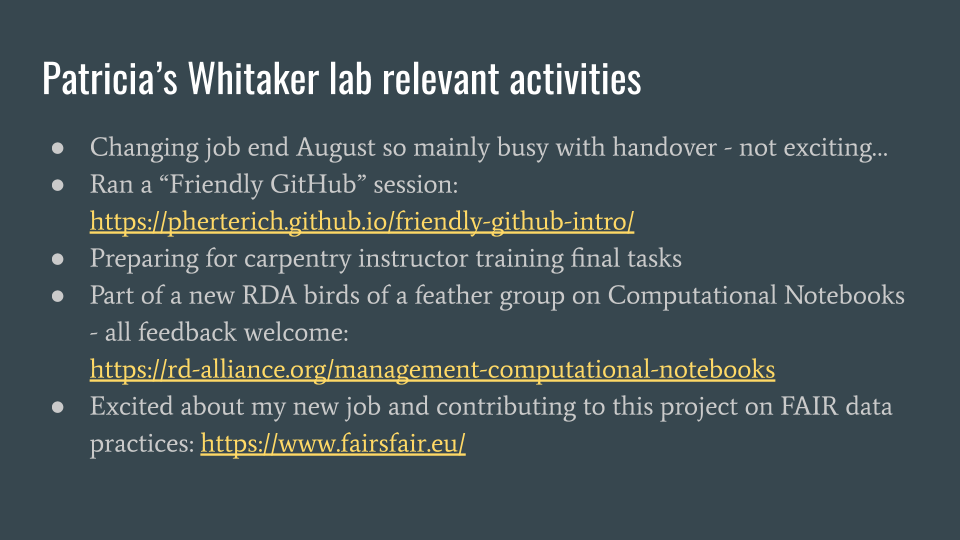 Patricia’s Whitaker lab relevant activities
● Changing job end August so mainly busy with handover - not exciting...
● Ran a “Friendly GitHub” session:
https://pherterich.github.io/friendly-github-intro/
● Preparing for carpentry instructor training final tasks
● Part of a new RDA birds of a feather group on Computational Notebooks
- all feedback welcome:
https://rd-alliance.org/management-computational-notebooks
● Excited about my new job and contributing to this project on FAIR data
practices: https://www.fairsfair.eu/